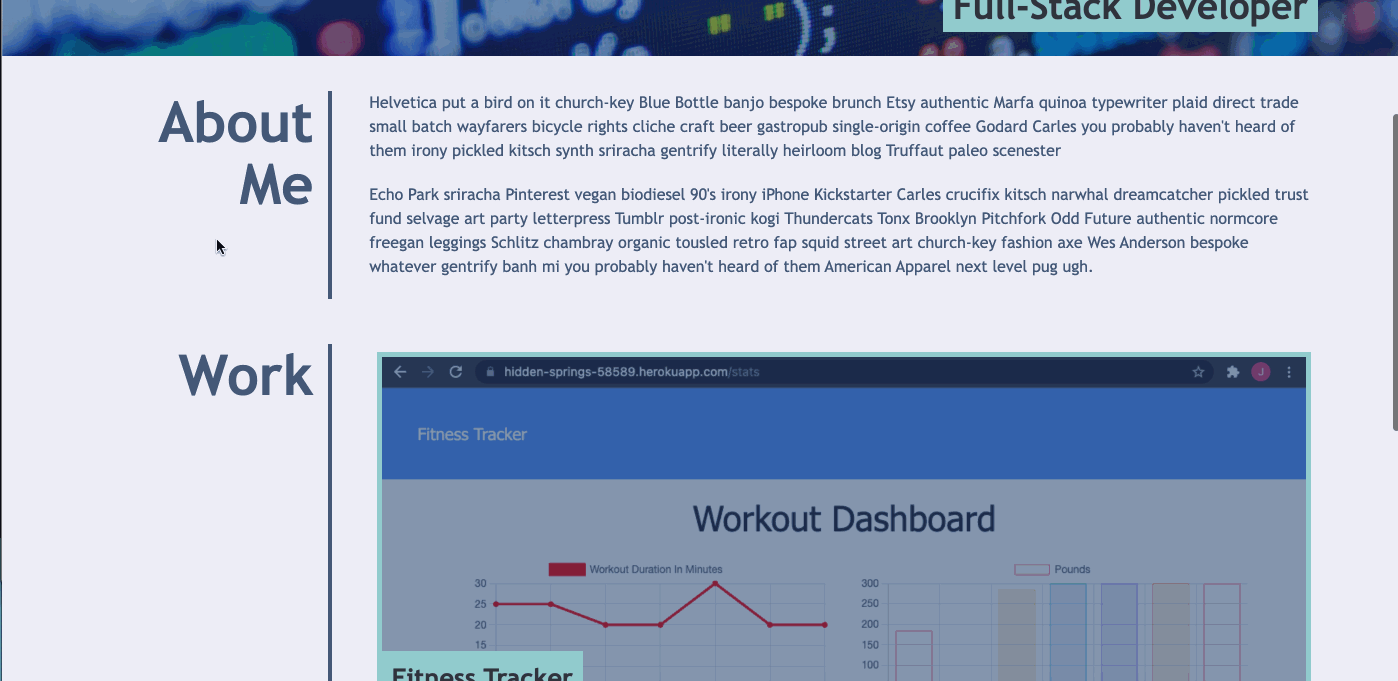 Full-Stack Developer
About
Me
Helvetica put a bird on it church-key Blue Bottle banjo bespoke brunch Etsy authentic Marfa quinoa typewriter plaid direct trade
small batch wayfarers bicycle rights cliche craft beer gastropub single-origin coffee Godard Carles you probably haven't heard of
them irony pickled kitsch synth sriracha gentrify literally heirloom blog Truffaut paleo scenester
Echo Park sriracha Pinterest vegan biodiesel 90's irony iPhone Kickstarter Carles crucifix kitsch narwhal dreamcatcher pickled trust
fund selvage art party letterpress Tumblr post-ironic kogi Thundercats Tonx Brooklyn Pitchfork Odd Future authentic normcore
freegan leggings Schlitz chambray organic tousled retro fap squid street art church-key fashion axe Wes Anderson bespoke
whatever gentrify banh mi you probably haven't heard of them American Apparel next level pug ugh.
Work
hidden-springs-58589.herokuapp.com/stats
J
Fitness Tracker
Workout Dashboard
Workout Duration In Minutes
30
25
20
15
Pounds
300
250
200
150
100
Fitness Tracker